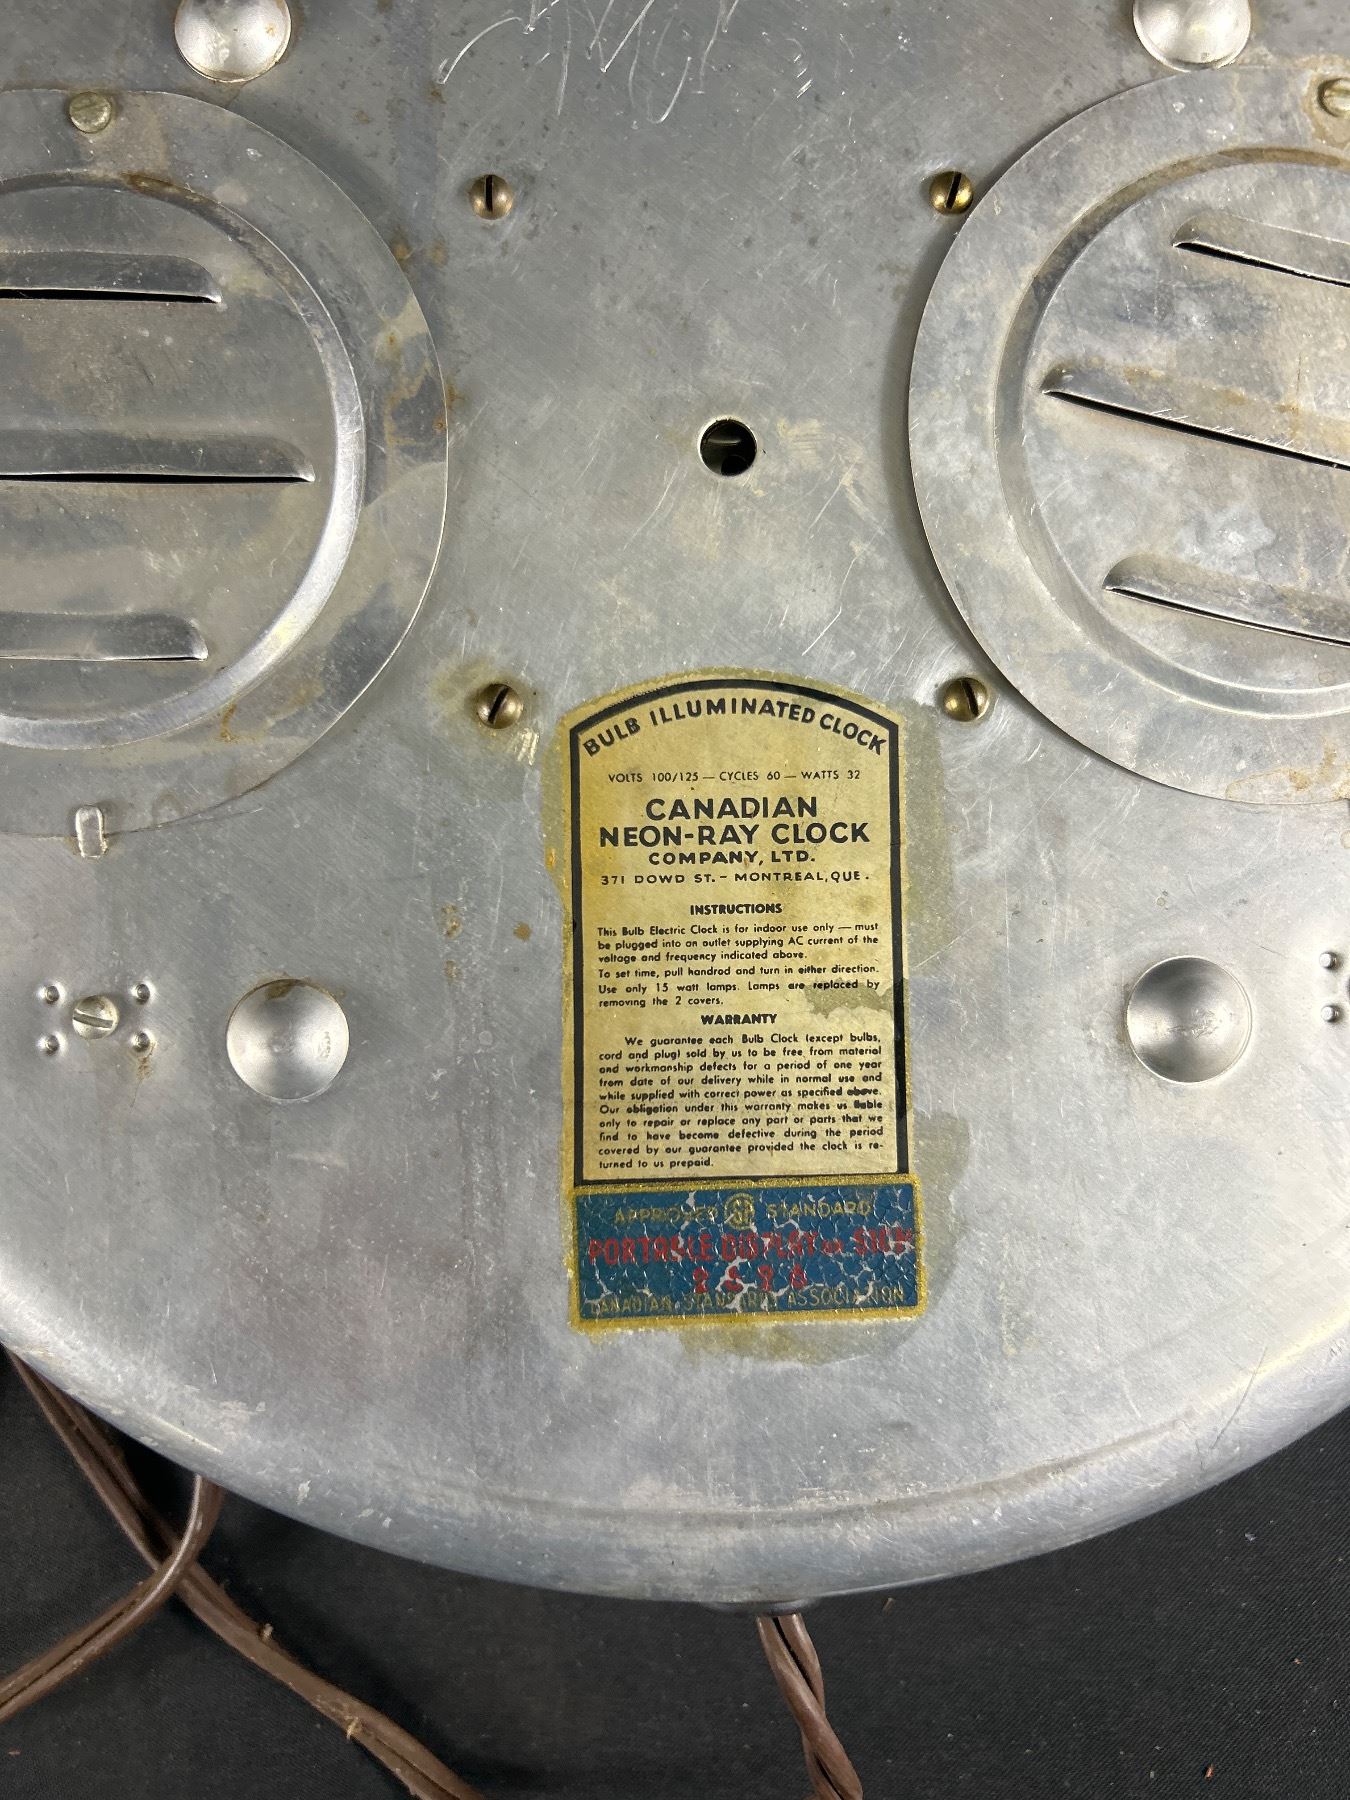 BULB ILLUMINATED CLOCK
VOLTS 100/125 — CYCLES 60 — WATTS 32
CANADIAN
NEON-RAY CLOCK
COMPANY, LTD.
371 DOWD ST. - MONTREAL, QUE.
INSTRUCTIONS
This Bulb Electric Clock is for indoor use only — must
be plugged into an outlet supplying AC current of the
voltage and frequency indicated above.
To set time, pull handrod and turn in either direction.
Use only 15 watt lamps. Lamps are replaced by
removing the 2 covers.
WARRANTY
We guarantee each Bulb Clock (except bulbs,
cord and plug) sold by us to be free from material
and workmanship defects for a period of one year
from date of our delivery while in normal use and
while supplied with correct power as specified above.
Our obligation under this warranty makes us liable
only to repair or replace any part or parts that we
find to have become defective during the period
covered by our guarantee provided the clock is re-
turned to us prepaid.
APPROVED STANDARD
PORTABLE DISPLAY or SIGN
CANADIAN STANDARDS ASSOCIATION